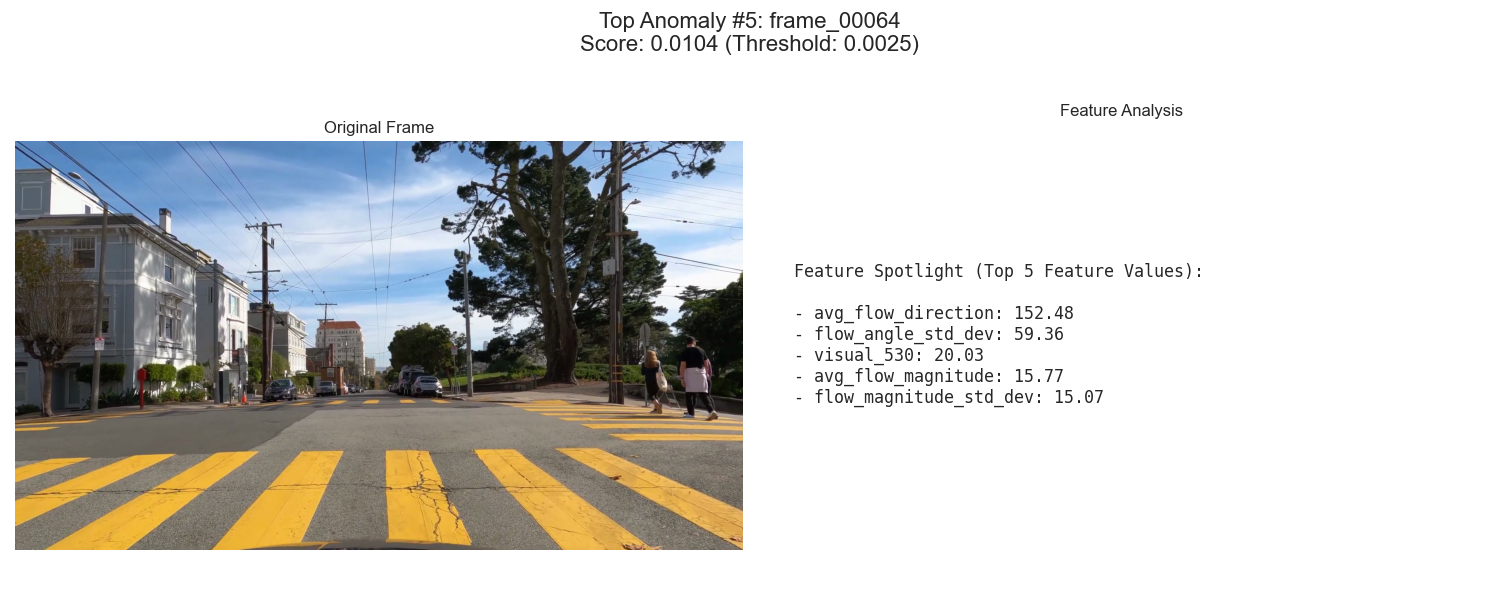 Top Anomaly #5: frame_00064
Score: 0.0104 (Threshold: 0.0025)
Original Frame
Feature Analysis
Feature Spotlight (Top 5 Feature Values):
- avg_flow_direction: 152.48
- flow_angle_std_dev: 59.36
- visual_530: 20.03
- avg_flow_magnitude: 15.77
- flow_magnitude_std_dev: 15.07